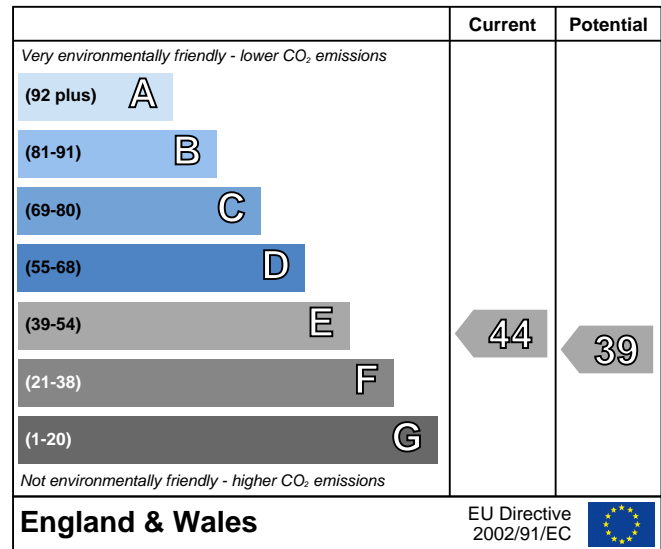 Current Potential
Very environmentally friendly - lower CO₂ emissions
(92 plus) A
(81-91) B
(69-80) C
(55-68) D
(39-54) E
44
39
(21-38) F
(1-20) G
Not environmentally friendly - higher CO₂ emissions
England & Wales
EU Directive
2002/91/EC